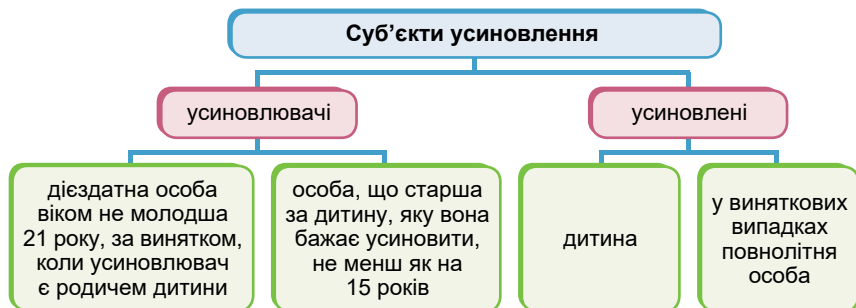 Суб’єкти усиновлення
усиновлювачі
усиновлені
дієздатна особа
віком не молодша
21 року, за винятком,
коли усиновлювач
є родичем дитини
особа, що старша
за дитину, яку вона
бажає усиновити,
не менш як на
15 років
дитина
у виняткових
випадках
повнолітня
особа